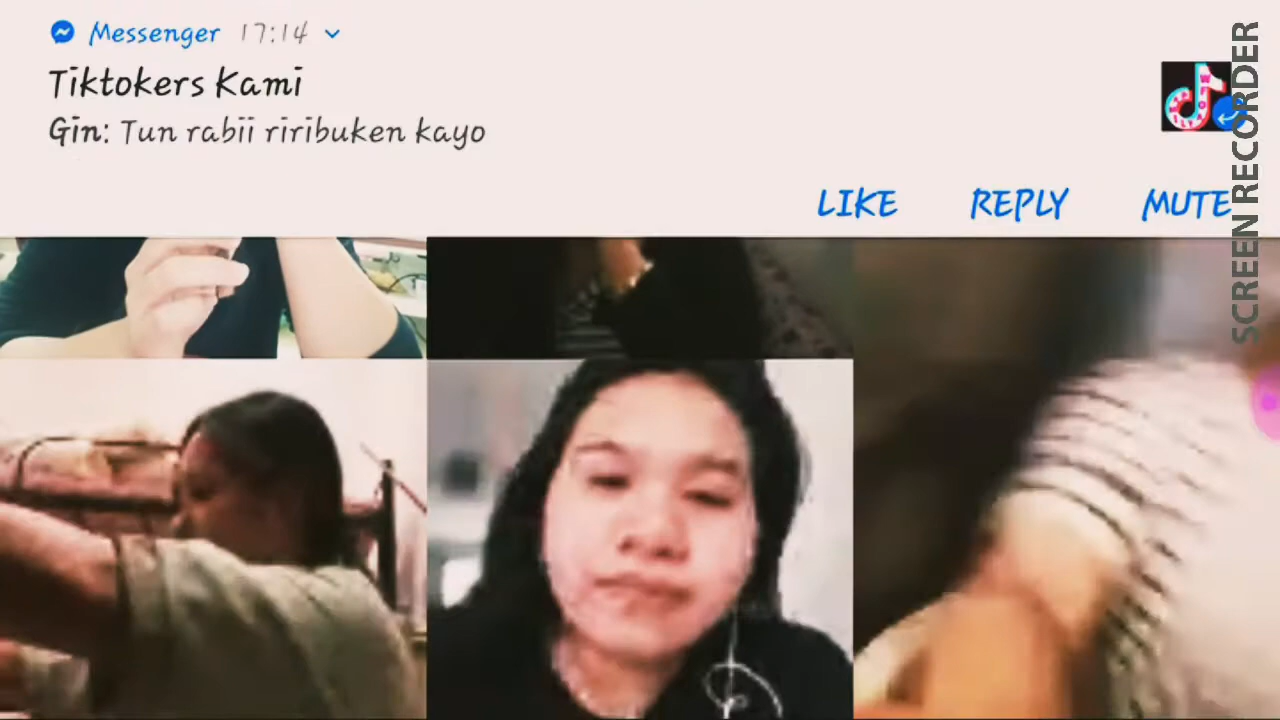 Messenger 17:14
Tiktokers Kami
Gin: Tun rabii riribuken kayo
LIKE REPLY MUTE
SCREEN RECORDER